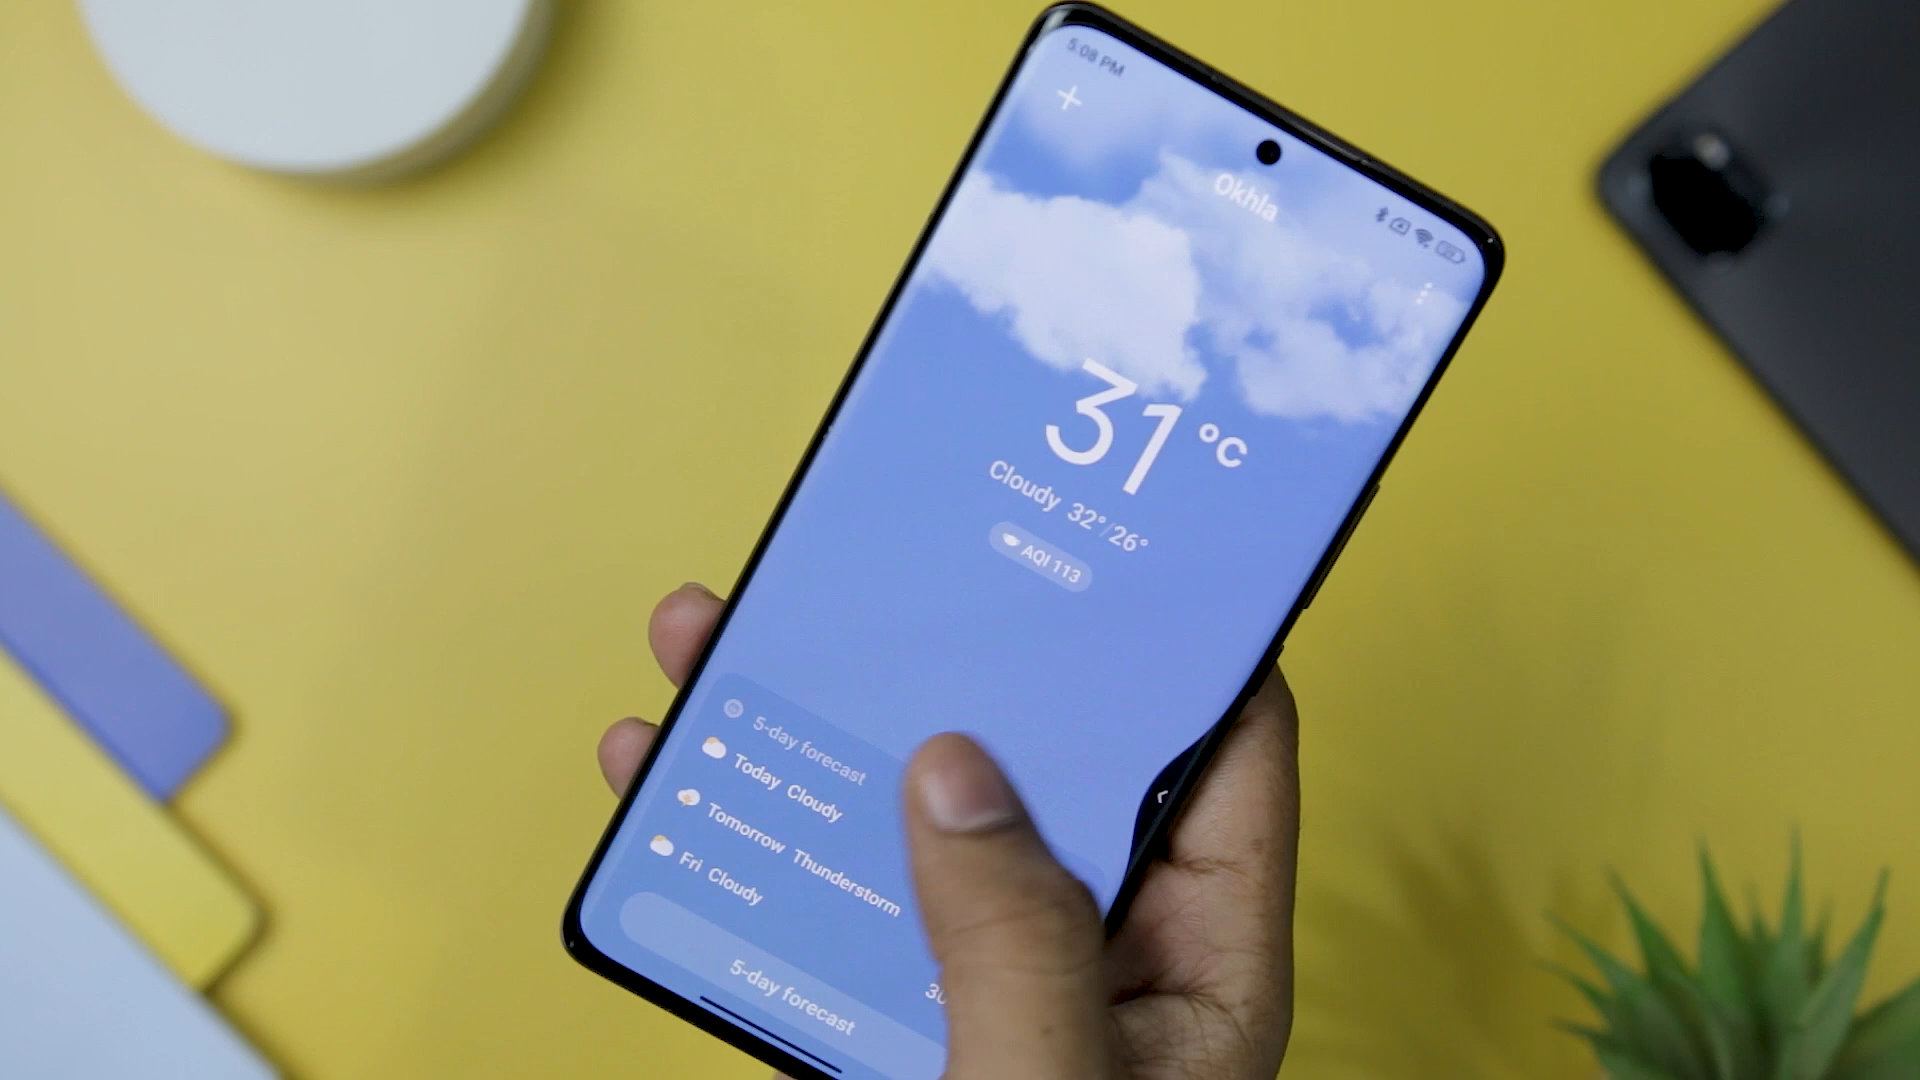 5:08 PM
Okhla
31°C
Cloudy 32°/26°
AQI 113
5-day forecast
Today Cloudy
Tomorrow Thunderstorm
Fri Cloudy
5-day forecast